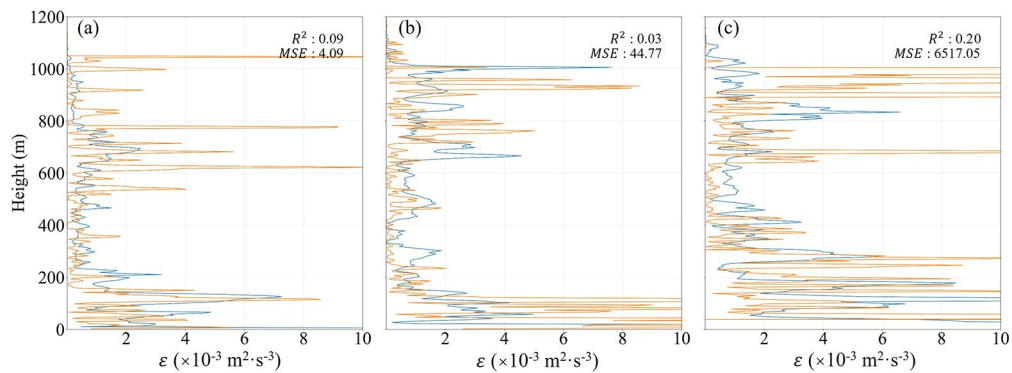 1200
(a)
(b)
(c)
R² : 0.09
MSE : 4.09
R² : 0.03
MSE : 44.77
R² : 0.20
MSE : 6517.05
1000
800
600
400
200
0
Height (m)
2 4 6 8 10
2 4 6 8 10
2 4 6 8 10
ε (×10⁻³ m²·s⁻³)
ε (×10⁻³ m²·s⁻³)
ε (×10⁻³ m²·s⁻³)